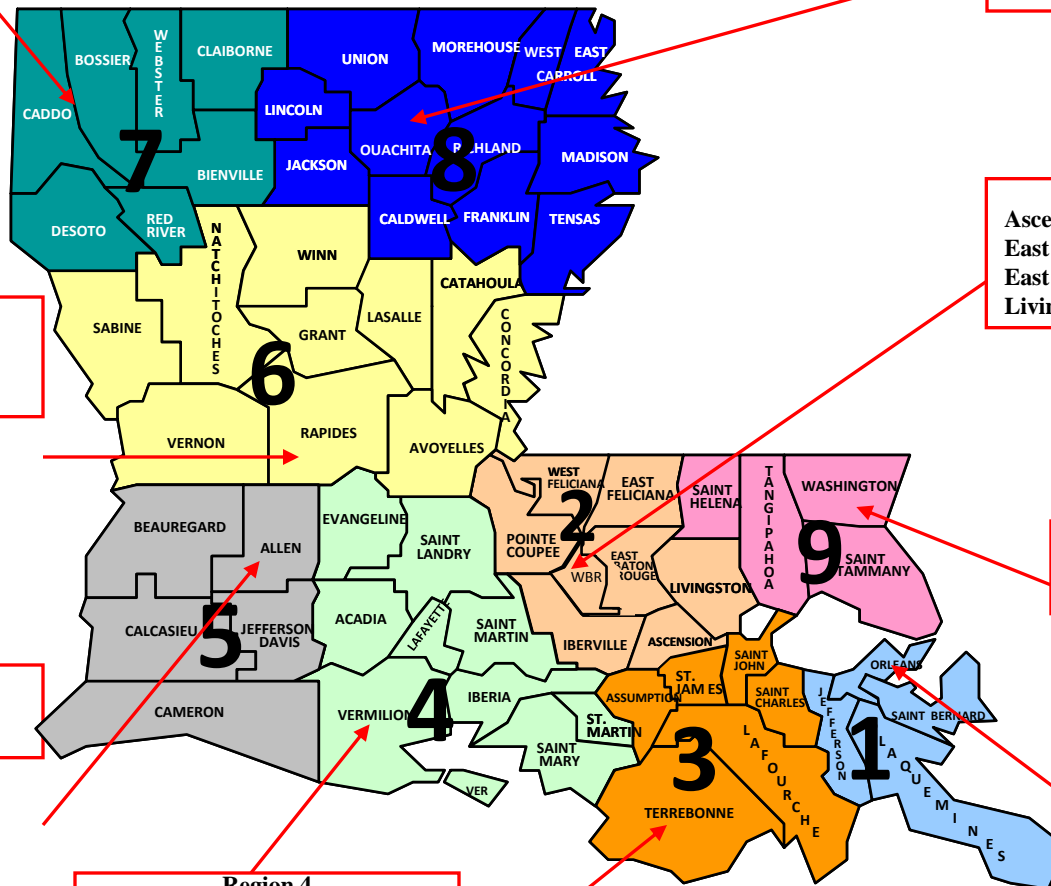 BOSSIER
WEBSTER
CLAIBORNE
UNION
MOREHOUSE
WEST
EAST
CARROLL
CADDO
LINCOLN
OUACHITA
RICHLAND
7
8
JACKSON
MADISON
BIENVILLE
DESOTO
RED
RIVER
CALDWELL
FRANKLIN
TENSAS
Asce
East
East
Livin
NATCHITOCHES
WINN
CATAHOULA
SABINE
GRANT
LASALLE
CONCORDIA
6
VERNON
RAPIDES
AVOYELLES
WEST
FELICIANA
EAST
FELICIANA
SAINT
HELENA
TANGIPAHOA
WASHINGTON
2
BEAUREGARD
ALLEN
EVANGELINE
SAINT
LANDRY
POINTE
COUPEE
WBR
EAST
BATON
ROUGE
LIVINGSTON
9
SAINT
TAMMANY
CALCASIEU
5
JEFFERSON
DAVIS
ACADIA
LAFAYETTE
SAINT
MARTIN
IBERVILLE
ASCENSION
SAINT
JOHN
ORLEANS
CAMERON
VERMILION
4
IBERIA
ASSUMPTION
ST.
JAMES
SAINT
CHARLES
JEFFERSON
SAINT BERNARD
ST.
MARTIN
SAINT
MARY
3
LAFOURCHE
1
LAQUEMINES
VER
TERREBONNE
Region 4